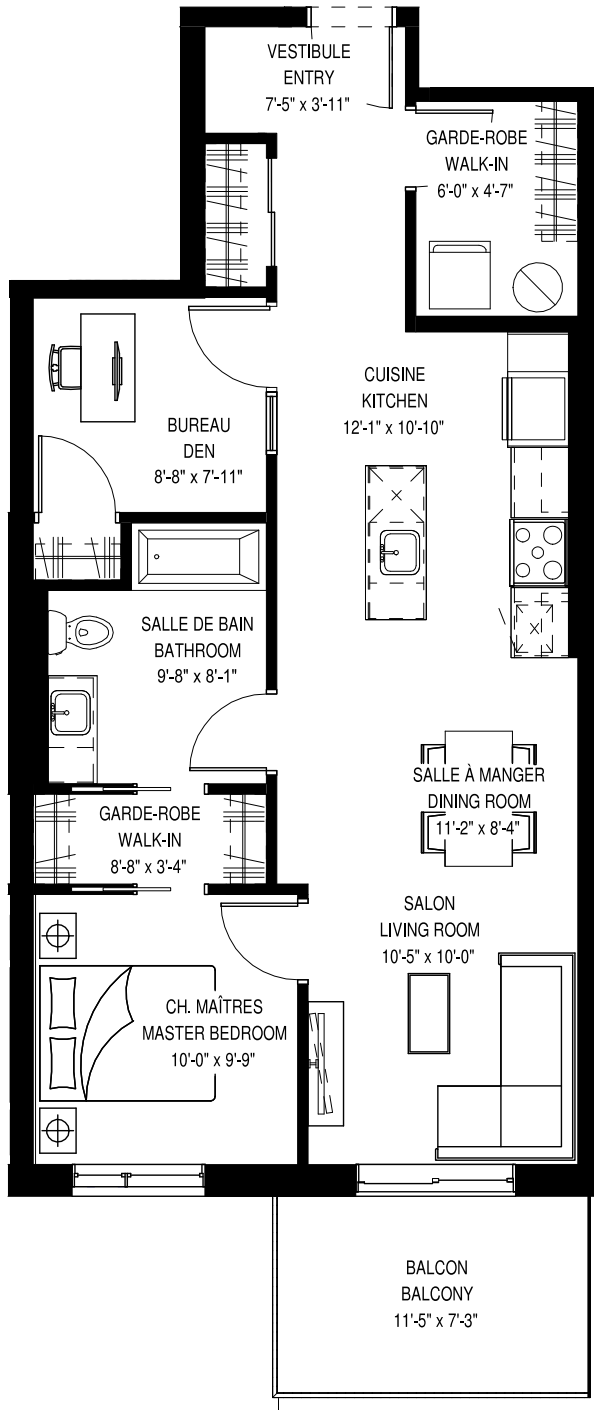 VESTIBULE
ENTRY
7'-5" x 3'-11"
GARDE-ROBE
WALK-IN
6'-0" x 4'-7"
CUISINE
KITCHEN
12'-1" x 10'-10"
BUREAU
DEN
8'-8" x 7'-11"
SALLE DE BAIN
BATHROOM
9'-8" x 8'-1"
SALLE À MANGER
DINING ROOM
11'-2" x 8'-4"
GARDE-ROBE
WALK-IN
8'-8" x 3'-4"
SALON
LIVING ROOM
10'-5" x 10'-0"
CH. MAÎTRES
MASTER BEDROOM
10'-0" x 9'-9"
BALCON
BALCONY
11'-5" x 7'-3"